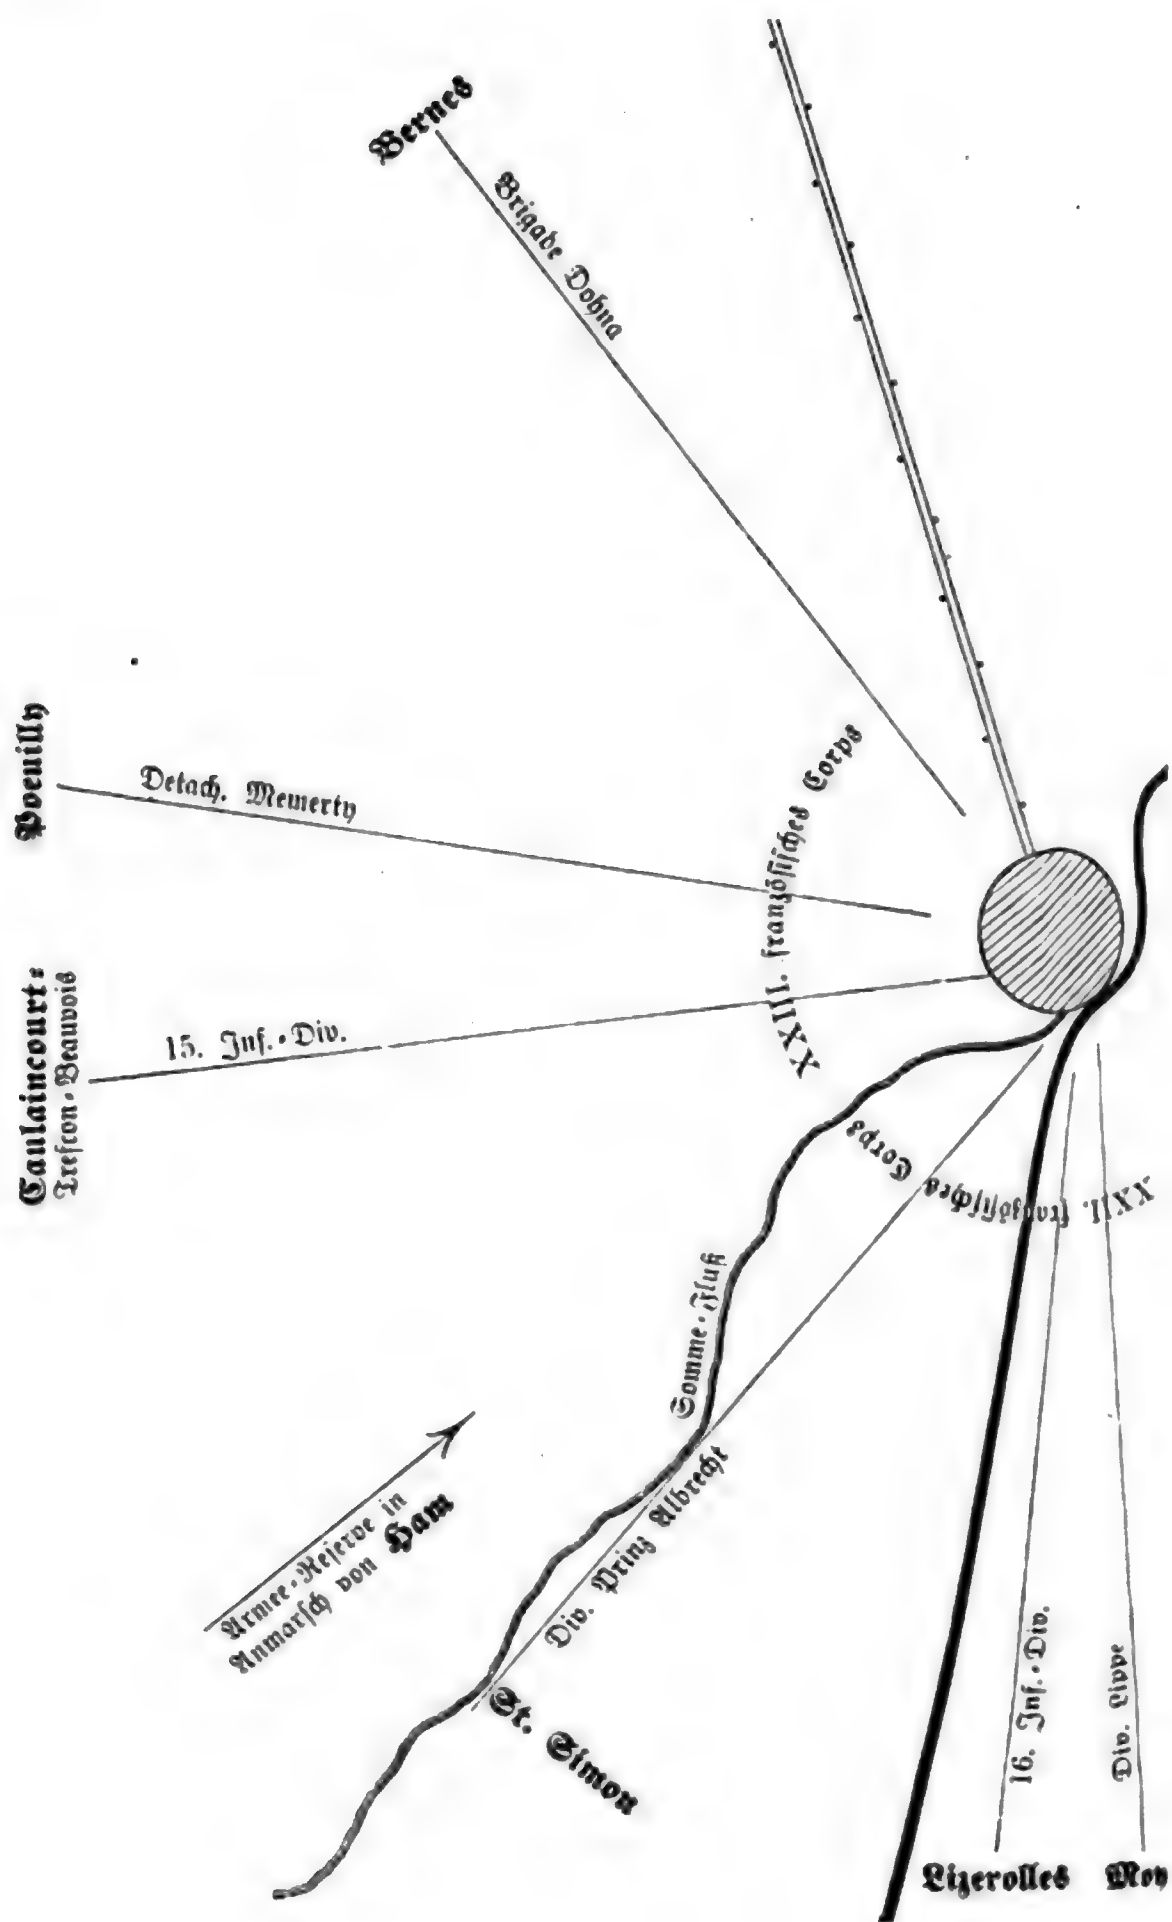 Bernes
Brigade Dohna
Poeuilly
Detach. Memerty
XXIII. französisches Corps
Caulaincourt-
Trefcon-Beauvois
15. Inf.-Div.
XXII. französisches Corps
Somme-Fluß
Armee-Reserve in
Anmarsch von Ham
Div. Prinz Albrecht
St. Simon
16. Inf.-Div.
Div. Lippe
Lizerolles
Moy